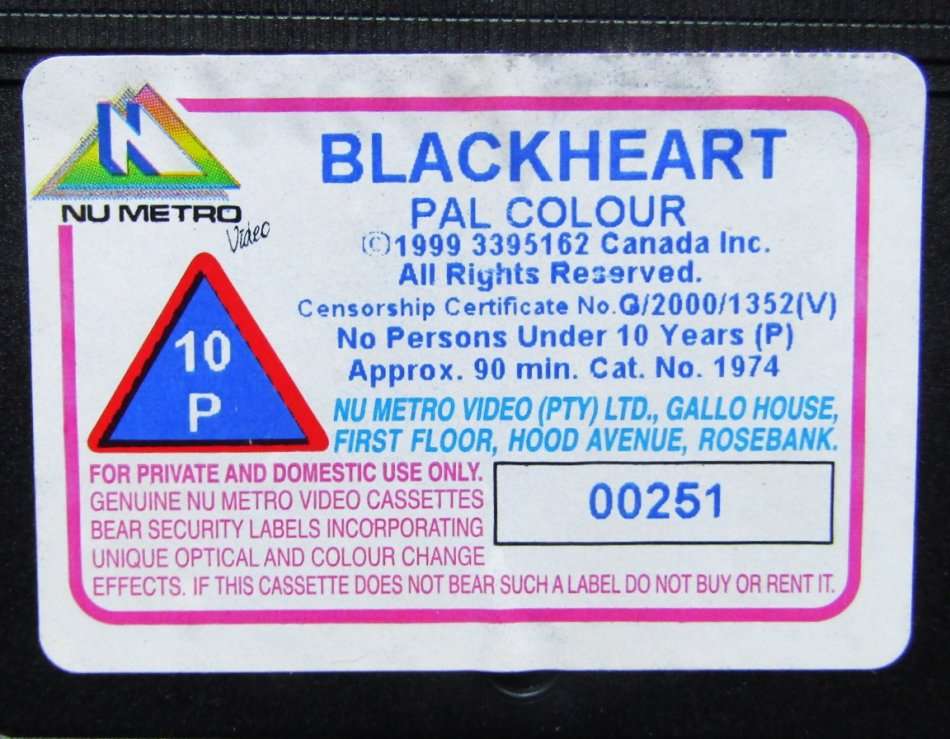 N
NU METRO
Video
BLACKHEART
PAL COLOUR
©1999 3395162 Canada Inc.
All Rights Reserved.
Censorship Certificate No.G/2000/1352(V)
No Persons Under 10 Years (P)
Approx. 90 min. Cat. No. 1974
10
P
NU METRO VIDEO (PTY) LTD., GALLO HOUSE,
FIRST FLOOR, HOOD AVENUE, ROSEBANK.
FOR PRIVATE AND DOMESTIC USE ONLY.
GENUINE NU METRO VIDEO CASSETTES
BEAR SECURITY LABELS INCORPORATING
UNIQUE OPTICAL AND COLOUR CHANGE
EFFECTS. IF THIS CASSETTE DOES NOT BEAR SUCH A LABEL DO NOT BUY OR RENT IT.
00251